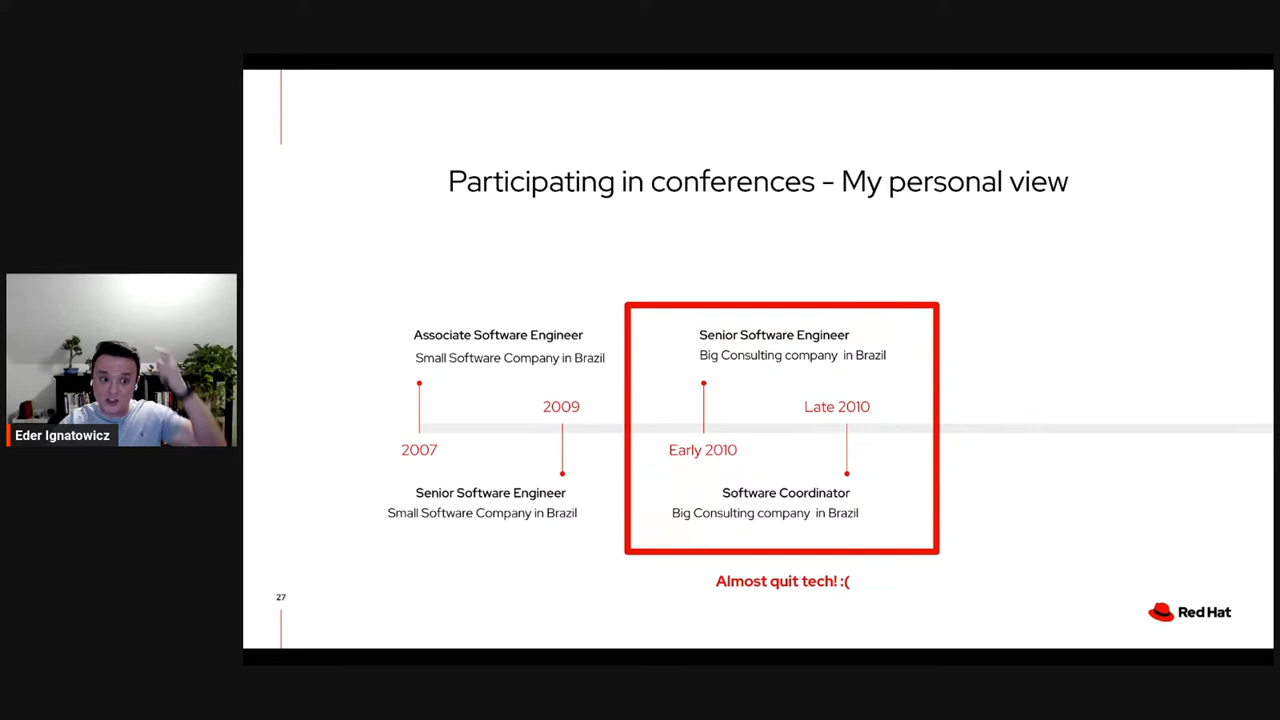 Participating in conferences - My personal view
Associate Software Engineer
Small Software Company in Brazil
2007
2009
Senior Software Engineer
Small Software Company in Brazil
Senior Software Engineer
Big Consulting company in Brazil
Early 2010
Late 2010
Software Coordinator
Big Consulting company in Brazil
Almost quit tech! :(
27
Red Hat
Eder Ignatowicz